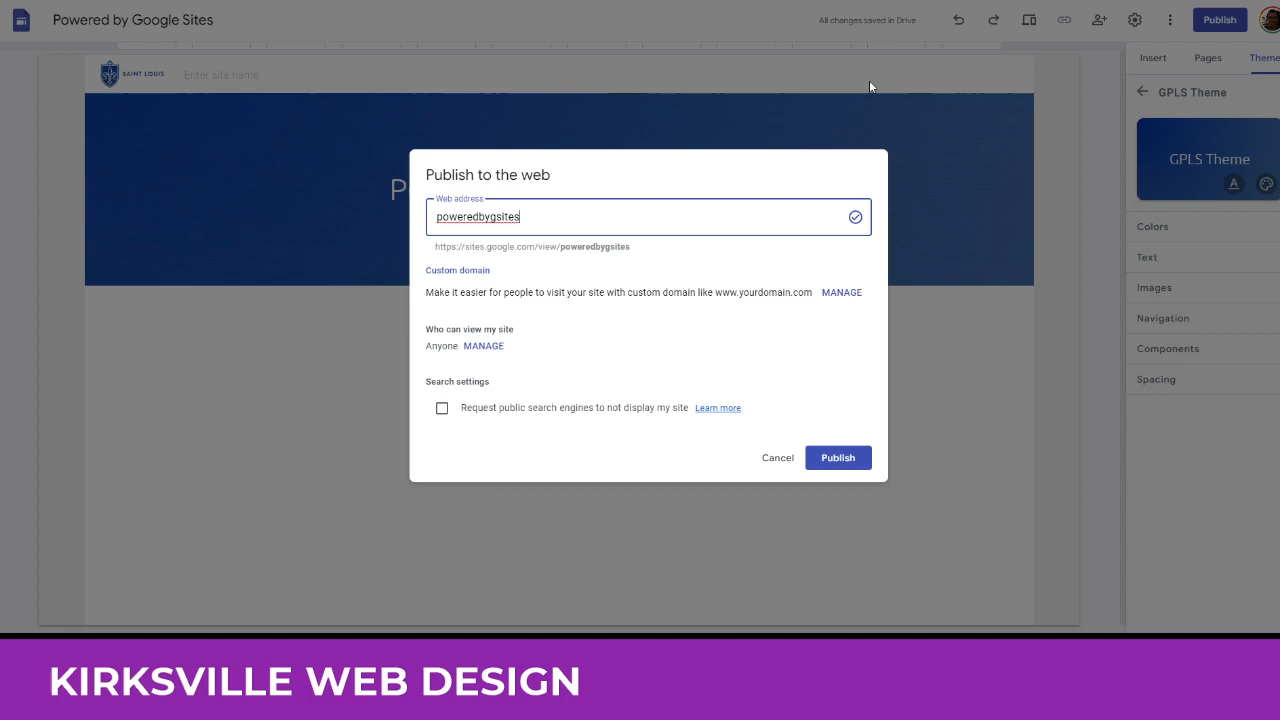 Powered by Google Sites
All changes saved in Drive
Publish
SAINT LOUIS
Enter site name
Insert
Pages
Theme
GPLS Theme
GPLS Theme
A
Colors
Text
Images
Navigation
Components
Spacing
P
Publish to the web
Web address
poweredbygsites
https://sites.google.com/view/poweredbygsites
Custom domain
Make it easier for people to visit your site with custom domain like www.yourdomain.com MANAGE
Who can view my site
Anyone MANAGE
Search settings
Request public search engines to not display my site Learn more
Cancel
Publish
KIRKSVILLE WEB DESIGN